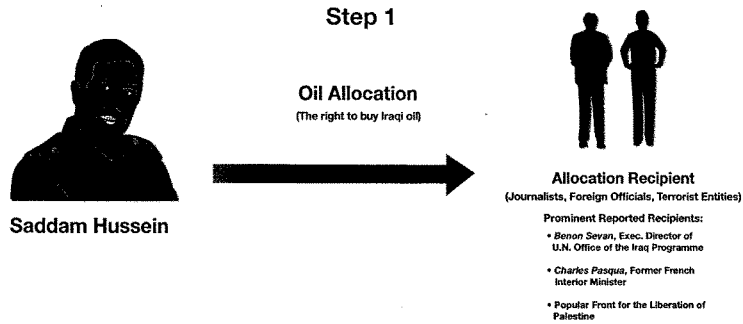 Step 1
Oil Allocation
(The right to buy Iraqi oil)
Saddam Hussein
Allocation Recipient
(Journalists, Foreign Officials, Terrorist Entities)
Prominent Reported Recipients:
• Benon Sevan, Exec. Director of
U.N. Office of the Iraq Programme
• Charles Pasqua, Former French
Interior Minister
• Popular Front for the Liberation of
Palestine